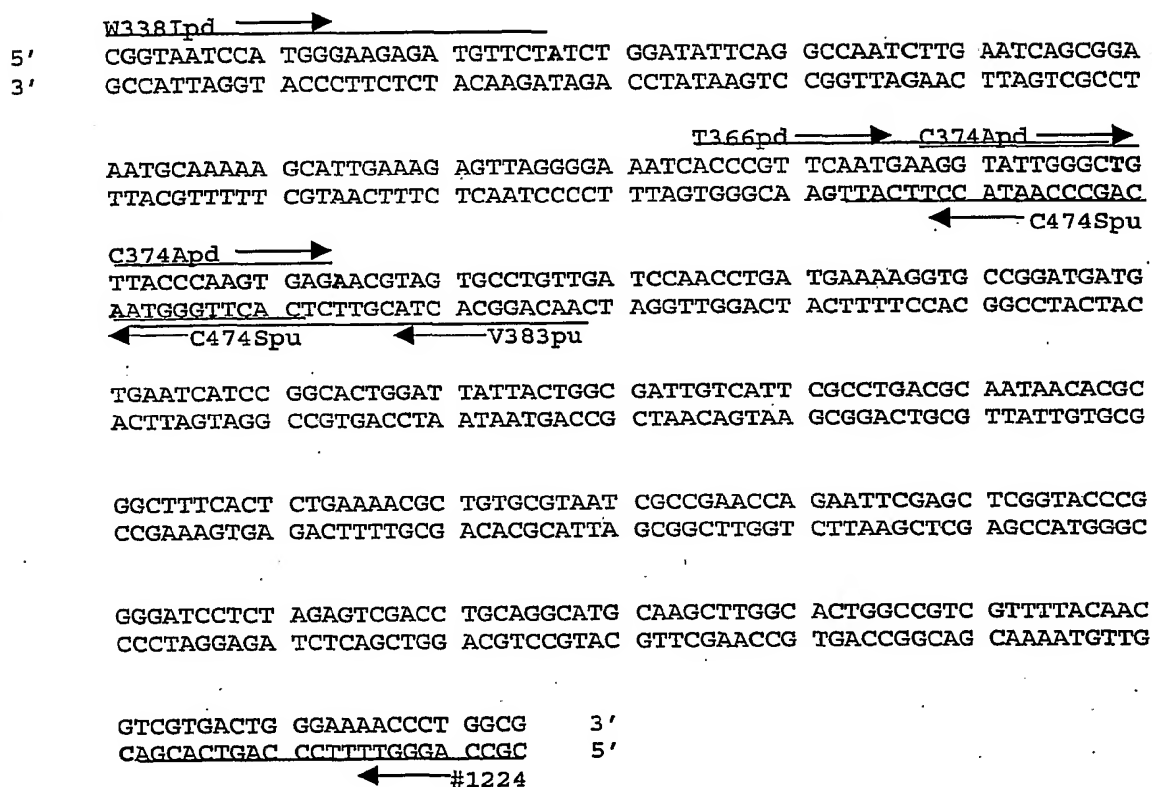 W338Ipd
5' CGGTAATCCA TGGGAAGAGA TGTTCTATCT GGATATTCAG GCCAATCTTG AATCAGCGGA
3' GCCATTAGGT ACCCTTCTCT ACAAGATAGA CCTATAAGTC CGGTTAGAAC TTAGTCGCCT
T366pd C374Apd
AATGCAAAAA GCATTGAAAG AGTTAGGGGA AATCACCCGT TCAATGAAGG TATTGGGCTG
TTACGTTTTT CGTAACTTTC TCAATCCCCT TTAGTGGGCA AGTTACTTCC ATAACCCGAC
C474Spu
C374Apd
TTACCCAAGT GAGAACGTAG TGCCTGTTGA TCCAACCTGA TGAAAAGGTG CCGGATGATG
AATGGGTTCA CTCTTGCATC ACGGACAACT AGGTTGGACT ACTTTTCCAC GGCCTACTAC
C474Spu V383pu
TGAATCATCC GGCACTGGAT TATTACTGGC GATTGTCATT CGCCTGACGC AATAACACGC
ACTTAGTAGG CCGTGACCTA ATAATGACCG CTAACAGTAA GCGGACTGCG TTATTGTGCG
GGCTTTCACT CTGAAAACGC TGTGCGTAAT CGCCGAACCA GAATTCGAGC TCGGTACCCG
CCGAAAGTGA GACTTTTGCG ACACGCATTA GCGGCTTGGT CTTAAGCTCG AGCCATGGGC
GGGATCCTCT AGAGTCGACC TGCAGGCATG CAAGCTTGGC ACTGGCCGTC GTTTTACAAC
CCCTAGGAGA TCTCAGCTGG ACGTCCGTAC GTTCGAACCG TGACCGGCAG CAAAATGTTG
GTCGTGACTG GGAAAACCCT GGCG 3'
CAGCACTGAC CCTTTTGGGA CCGC 5'
#1224